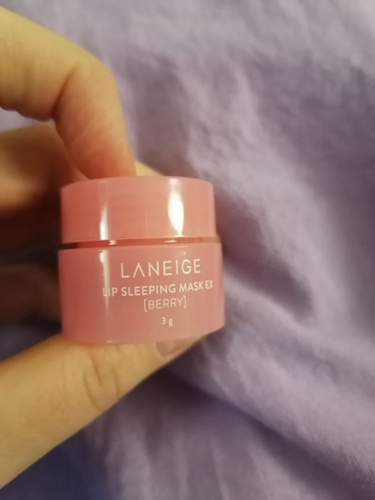 LANEIGE
LIP SLEEPING MASK EX
[BERRY]
3 g